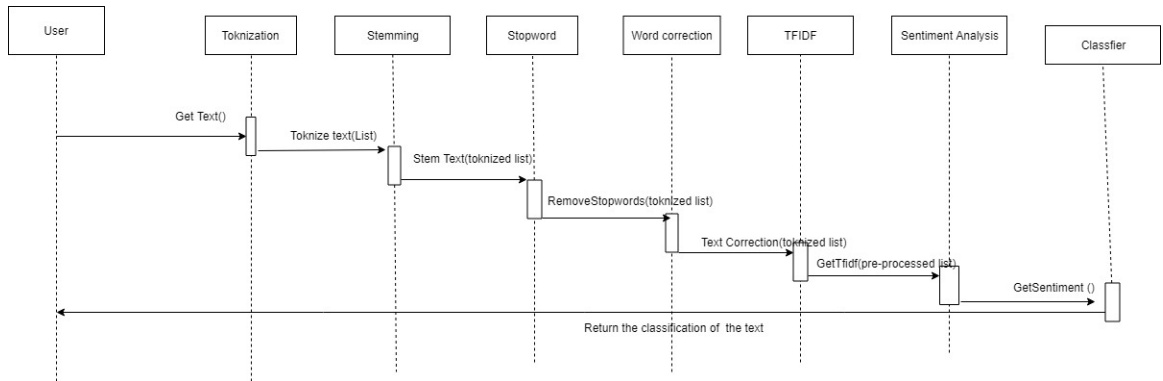 User
Toknization
Stemming
Stopword
Word correction
TFIDF
Sentiment Analysis
Classfier
Get Text()
Toknize text(List)
Stem Text(toknized list)
RemoveStopwords(toknized list)
Text Correction(toknized list)
GetTfidf(pre-processed list)
GetSentiment ()
Return the classification of the text